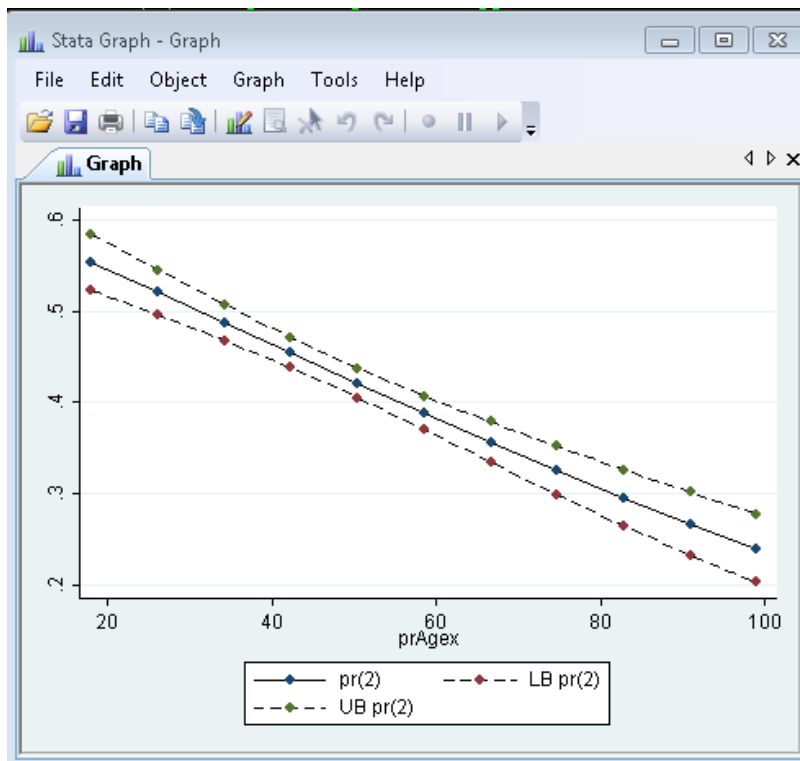 Stata Graph - Graph
File Edit Object Graph Tools Help
Graph
.6
.5
.4
.3
.2
20 40 60 80 100
prAgex
pr(2) LB pr(2)
UB pr(2)